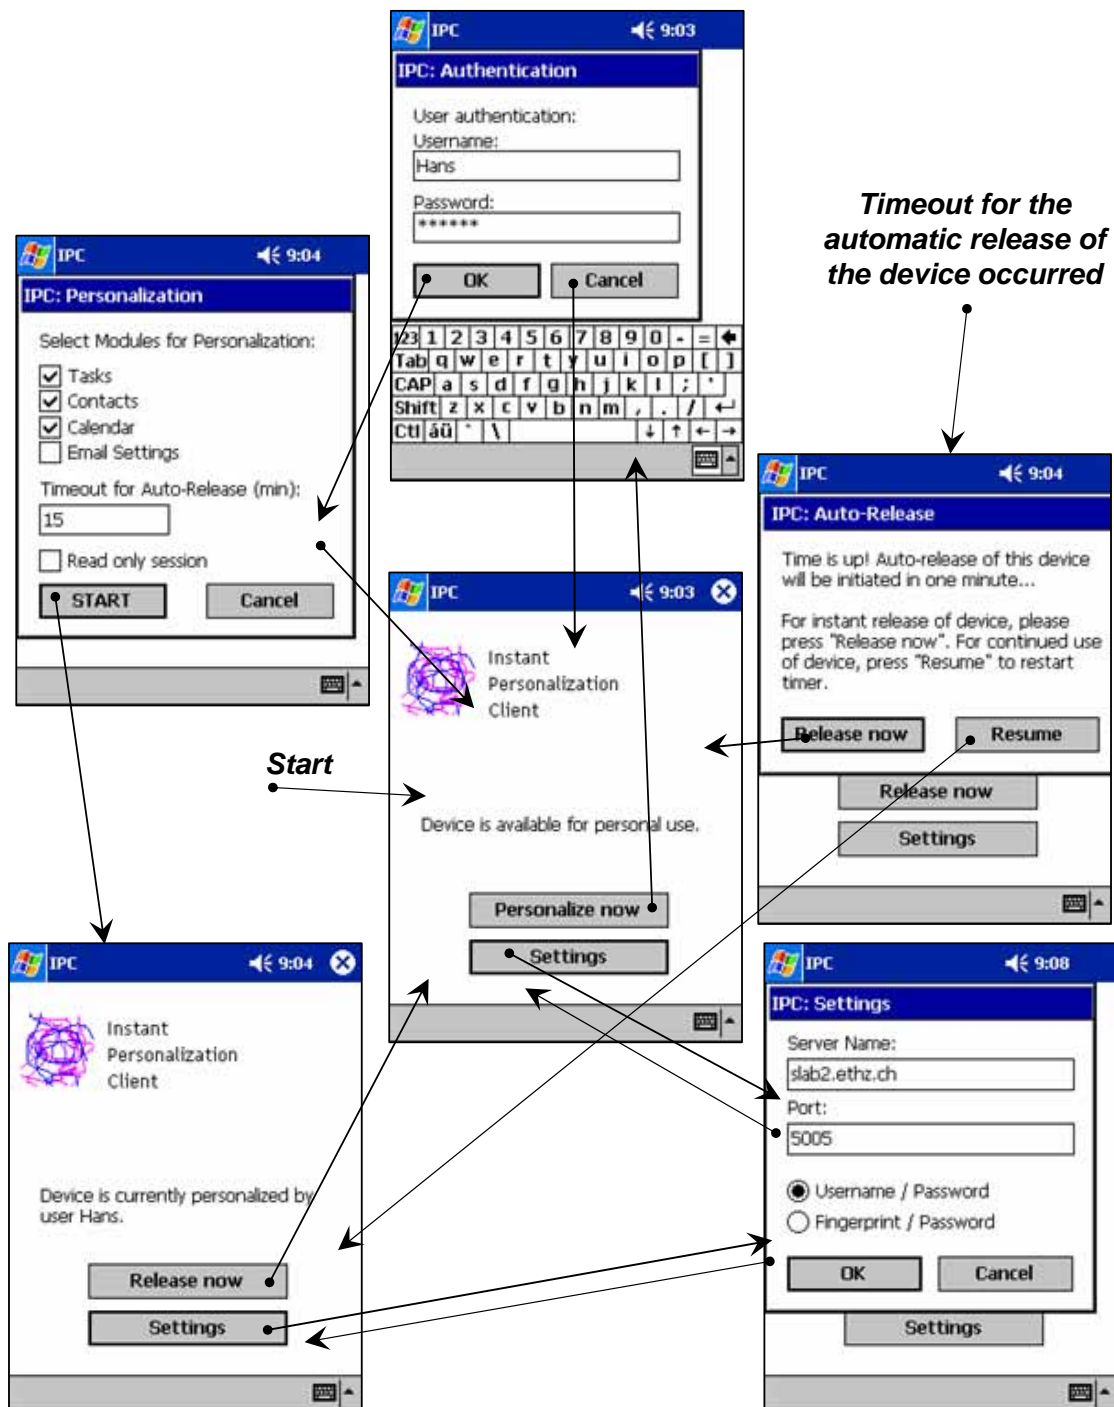 IPC 9:03
IPC: Authentication
User authentication:
Username:
Hans
Password:
******
OK Cancel
123 1 2 3 4 5 6 7 8 9 0 - =
Tab q w e r t y u i o p [ ]
CAP a s d f g h j k l ; '
Shift z x c v b n m , . /
Ctl áü ` \
Timeout for the
automatic release of
the device occurred
IPC 9:04
IPC: Personalization
Select Modules for Personalization:
Tasks
Contacts
Calendar
Email Settings
Timeout for Auto-Release (min):
15
Read only session
START Cancel
IPC 9:04
IPC: Auto-Release
Time is up! Auto-release of this device
will be initiated in one minute...
For instant release of device, please
press "Release now". For continued use
of device, press "Resume" to restart
timer.
Release now Resume
Release now
Settings
IPC 9:03
Instant
Personalization
Client
Start
Device is available for personal use.
Personalize now
Settings
IPC 9:04
Instant
Personalization
Client
Device is currently personalized by
user Hans.
Release now
Settings
IPC 9:08
IPC: Settings
Server Name:
slab2.ethz.ch
Port:
5005
Username / Password
Fingerprint / Password
OK Cancel
Settings